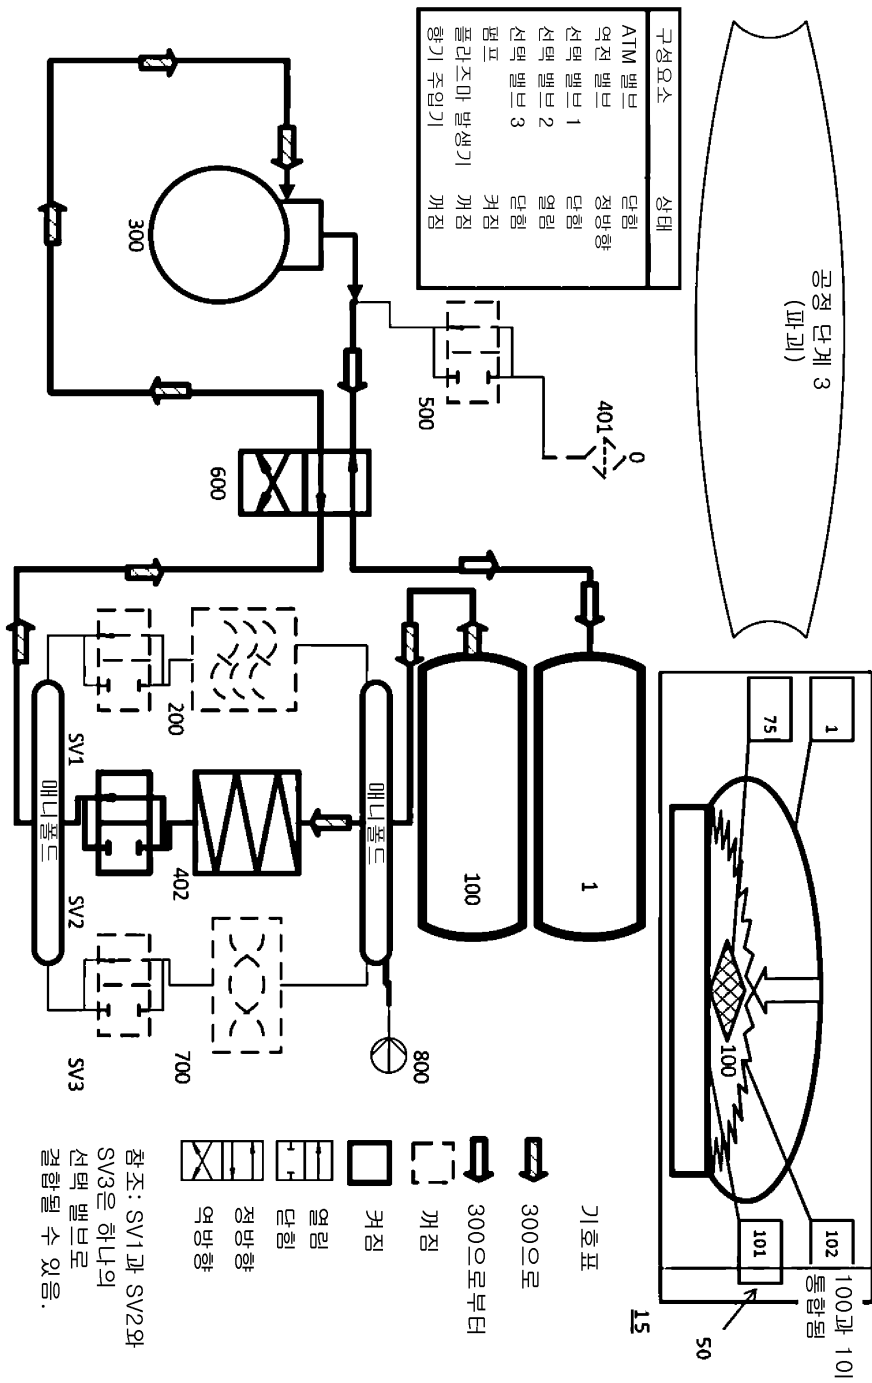 공정 단계 3
(파괴)
구성요소 상태
ATM 밸브 닫힘
역전 밸브 정방향
선택 밸브 1 닫힘
선택 밸브 2 열림
선택 밸브 3 닫힘
펌프 켜짐
플라즈마 발생기 꺼짐
향기 주입기 꺼짐
300
500
401
0
600
1
100
200
402
700
800
매니폴드
매니폴드
SV1
SV2
SV3
1
75
100
102
101
100과 10이
통합됨
50
15
기호표
300으로
300으로부터
꺼짐
켜짐
열림
닫힘
정방향
역방향
참조: SV1과 SV2와
SV3은 하나의
선택 밸브로
결합될 수 있음.